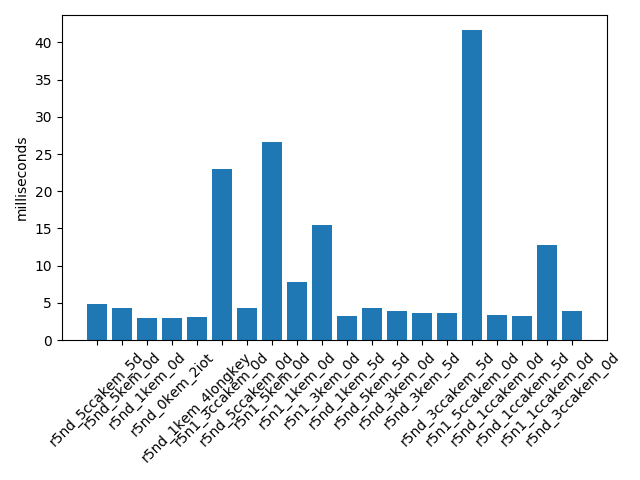 40
35
30
25
20
15
10
5
0
milliseconds
r5nd_5ccakem_5d
r5nd_5kem_0d
r5nd_1kem_0d
r5nd_0kem_2iot
r5nd_1kem_4longkey
r5n1_3ccakem_0d
r5nd_5ccakem_0d
r5n1_5kem_0d
r5n1_1kem_0d
r5n1_3kem_0d
r5nd_1kem_5d
r5nd_5kem_5d
r5nd_3kem_0d
r5nd_3kem_5d
r5nd_3ccakem_5d
r5n1_5ccakem_0d
r5nd_1ccakem_0d
r5nd_1ccakem_5d
r5n1_1ccakem_0d
r5nd_3ccakem_0d